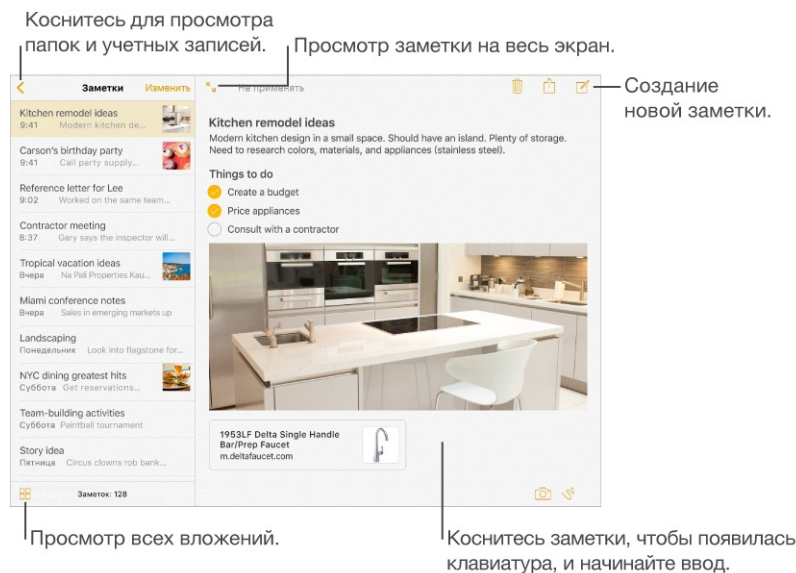 Коснитесь для просмотра
папок и учетных записей.
Просмотр заметки на весь экран.
Создание
новой заметки.
Заметки Изменить
Kitchen remodel ideas
9:41 Modern kitchen de...
Carson's birthday party
9:41 Call party supply...
Reference letter for Lee
9:02 Worked on the same team...
Contractor meeting
8:37 Gary says the inspector will...
Tropical vacation ideas
Вчера Na Pali Properties Kau...
Miami conference notes
Вчера Sales in emerging markets up
Landscaping
Понедельник Look into flagstone for...
NYC dining greatest hits
Суббота Get reservations...
Team-building activities
Суббота Paintball tournament
Story idea
Пятница Circus clowns rob bank...
Заметок: 128
Не применять
Kitchen remodel ideas
Modern kitchen design in a small space. Should have an island. Plenty of storage.
Need to research colors, materials, and appliances (stainless steel).
Things to do
Create a budget
Price appliances
Consult with a contractor
1953LF Delta Single Handle
Bar/Prep Faucet
m.deltafaucet.com
Просмотр всех вложений.
Коснитесь заметки, чтобы появилась
клавиатура, и начинайте ввод.